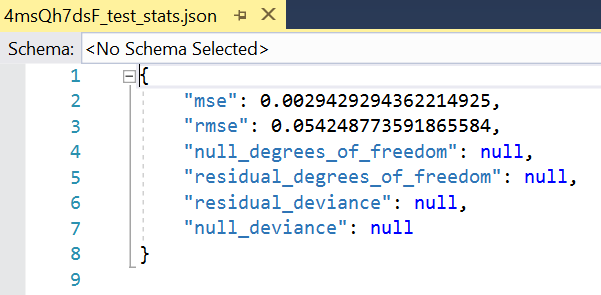 4msQh7dsF_test_stats.json
Schema: <No Schema Selected>
1 {
2 "mse": 0.0029429294362214925,
3 "rmse": 0.054248773591865584,
4 "null_degrees_of_freedom": null,
5 "residual_degrees_of_freedom": null,
6 "residual_deviance": null,
7 "null_deviance": null
8 }
9